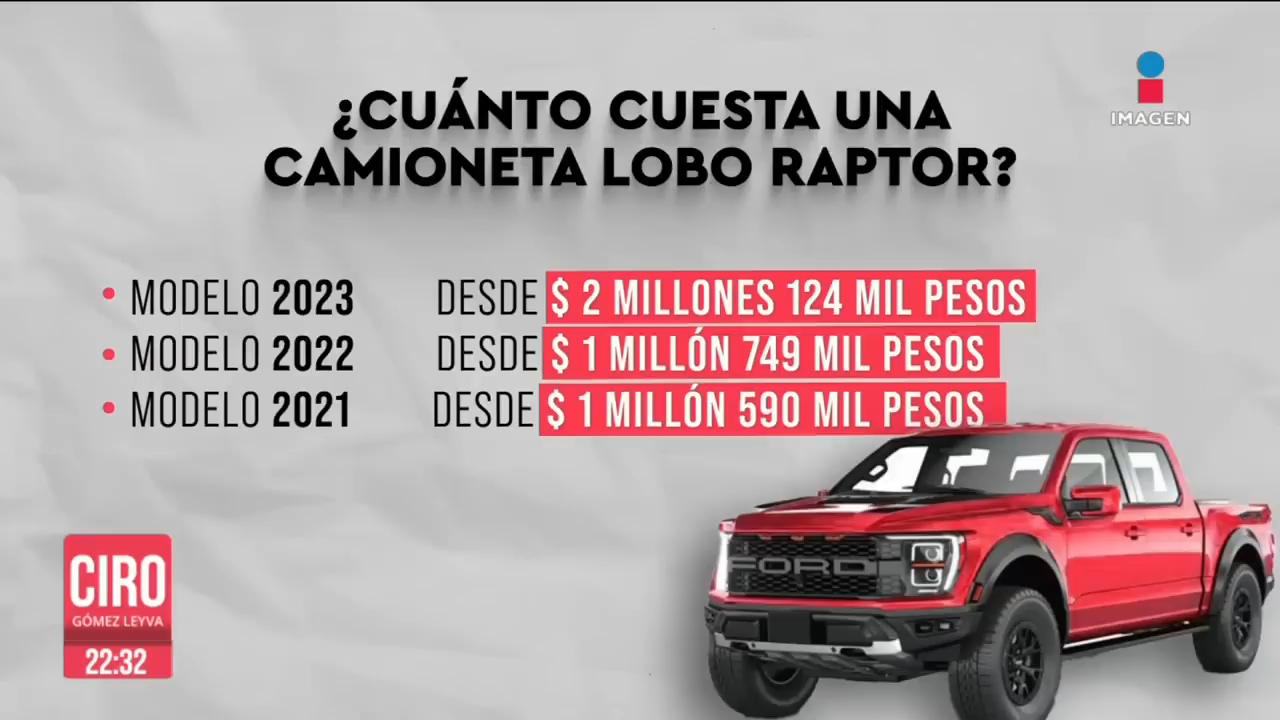 ¿CUÁNTO CUESTA UNA
CAMIONETA LOBO RAPTOR?
IMAGEN
• MODELO 2023 DESDE $ 2 MILLONES 124 MIL PESOS
• MODELO 2022 DESDE $ 1 MILLÓN 749 MIL PESOS
• MODELO 2021 DESDE $ 1 MILLÓN 590 MIL PESOS
FORD
CIRO
GÓMEZ LEYVA
22:32